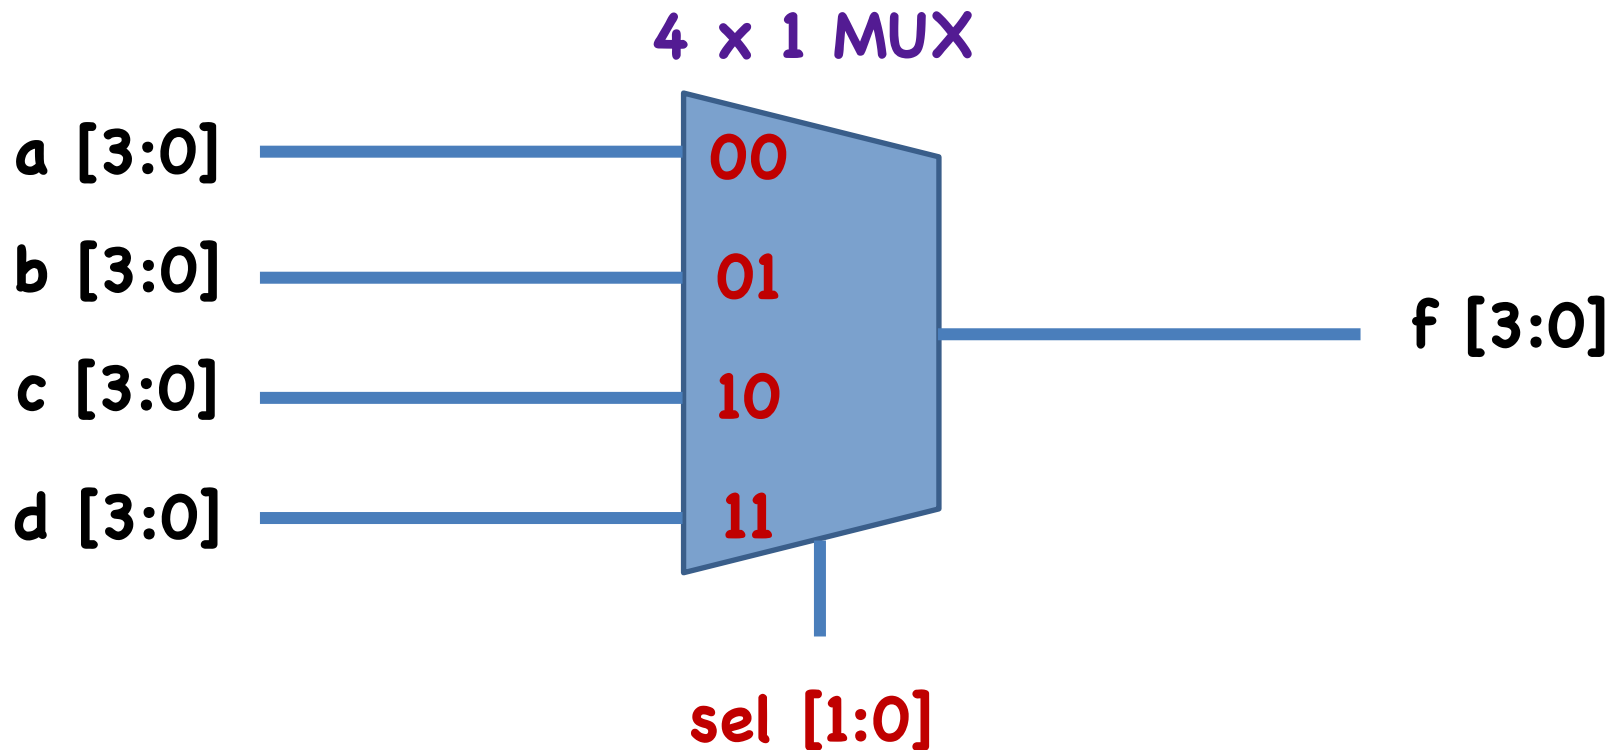 4 x 1 MUX
a [3:0]
00
b [3:0]
01
f [3:0]
c [3:0]
10
d [3:0]
11
sel [1:0]